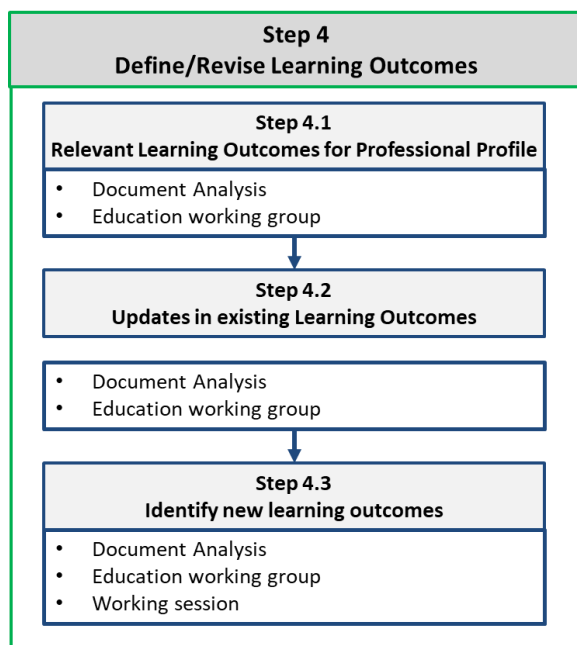 Step 4
Define/Revise Learning Outcomes
Step 4.1
Relevant Learning Outcomes for Professional Profile
• Document Analysis
• Education working group
Step 4.2
Updates in existing Learning Outcomes
• Document Analysis
• Education working group
Step 4.3
Identify new learning outcomes
• Document Analysis
• Education working group
• Working session